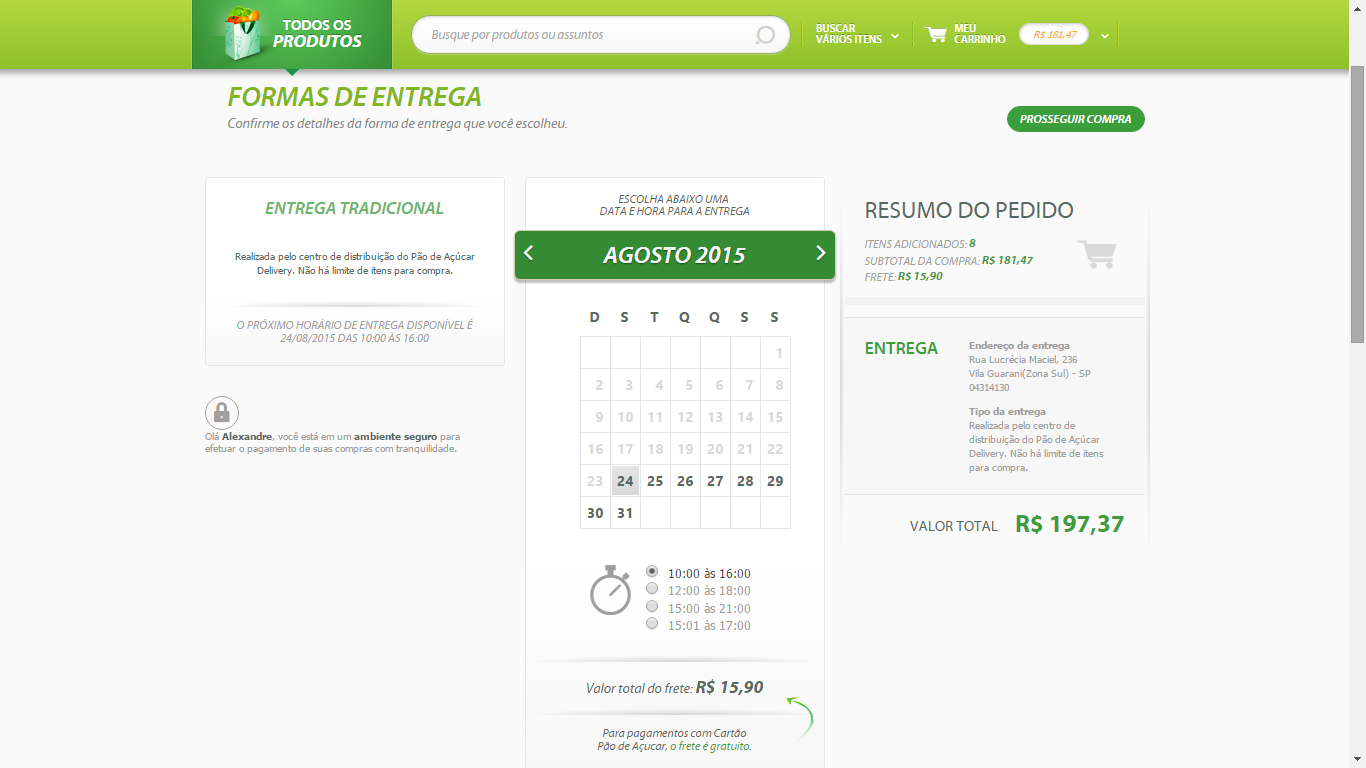 TODOS OS
PRODUTOS
Busque por produtos ou assuntos
BUSCAR
VÁRIOS ITENS
MEU
CARRINHO
R$ 181,47
FORMAS DE ENTREGA
Confirme os detalhes da forma de entrega que você escolheu.
PROSSEGUIR COMPRA
ENTREGA TRADICIONAL
Realizada pelo centro de distribuição do Pão de Açúcar
Delivery. Não há limite de itens para compra.
O PRÓXIMO HORÁRIO DE ENTREGA DISPONÍVEL É
24/08/2015 DAS 10:00 ÀS 16:00
Olá Alexandre, você está em um ambiente seguro para
efetuar o pagamento de suas compras com tranquilidade.
ESCOLHA ABAIXO UMA
DATA E HORA PARA A ENTREGA
AGOSTO 2015
D S T Q Q S S
1
2 3 4 5 6 7 8
9 10 11 12 13 14 15
16 17 18 19 20 21 22
23 24 25 26 27 28 29
30 31
10:00 às 16:00
12:00 às 18:00
15:00 às 21:00
15:01 às 17:00
Valor total do frete: R$ 15,90
Para pagamentos com Cartão
Pão de Açucar, o frete é gratuito.
RESUMO DO PEDIDO
ITENS ADICIONADOS: 8
SUBTOTAL DA COMPRA: R$ 181,47
FRETE: R$ 15,90
ENTREGA
Endereço da entrega
Rua Lucrécia Maciel, 236
Vila Guarani(Zona Sul) - SP
04314130
Tipo da entrega
Realizada pelo centro de
distribuição do Pão de Açúcar
Delivery. Não há limite de itens
para compra.
VALOR TOTAL R$ 197,37